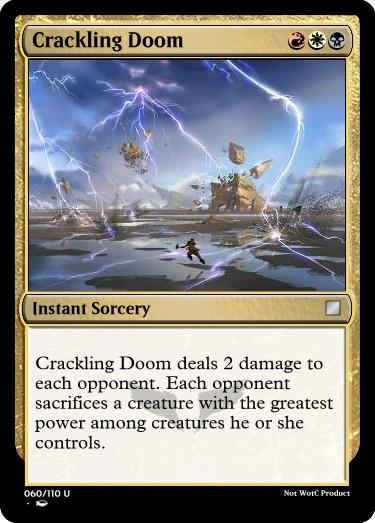 Crackling Doom
Instant Sorcery
Crackling Doom deals 2 damage to
each opponent. Each opponent
sacrifices a creature with the greatest
power among creatures he or she
controls.
060/110 U
Not WotC Product